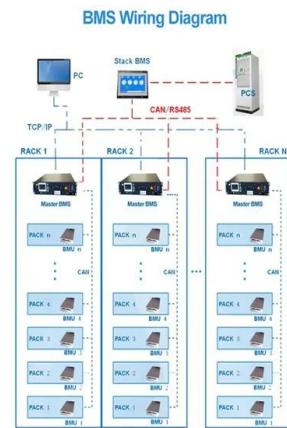 BMS Wiring Diagram
PC
Stack BMS
PCS
CAN/RS485
TCP/IP
RACK 1
RACK 2
RACK N
Master BMS
Master BMS
Master BMS
PACK n
BMU n
PACK n
BMU n
PACK n
BMU n
CAN
CAN
CAN
PACK 4
BMU 4
PACK 4
BMU 4
PACK 4
BMU 4
PACK 3
BMU 3
PACK 3
BMU 3
PACK 3
BMU 3
PACK 2
BMU 2
PACK 2
BMU 2
PACK 2
BMU 2
PACK 1
BMU 1
PACK 1
BMU 1
PACK 1
BMU 1